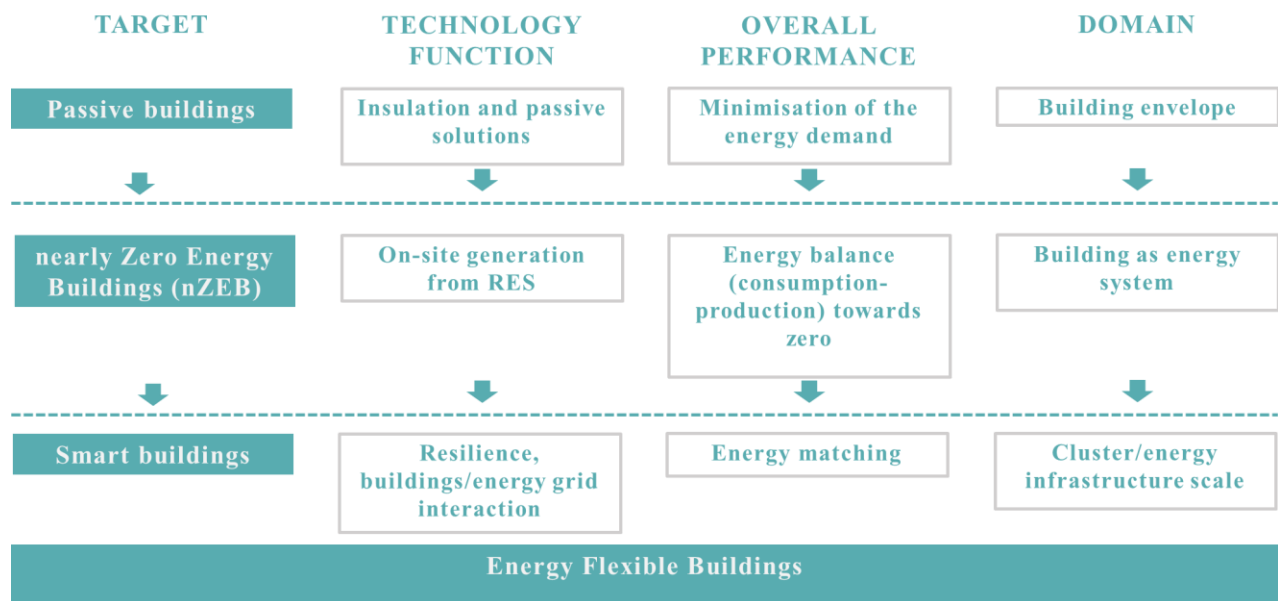 TARGET
TECHNOLOGY
FUNCTION
OVERALL
PERFORMANCE
DOMAIN
Passive buildings
Insulation and passive
solutions
Minimisation of the
energy demand
Building envelope
nearly Zero Energy
Buildings (nZEB)
On-site generation
from RES
Energy balance
(consumption-
production) towards
zero
Building as energy
system
Smart buildings
Resilience,
buildings/energy grid
interaction
Energy matching
Cluster/energy
infrastructure scale
Energy Flexible Buildings